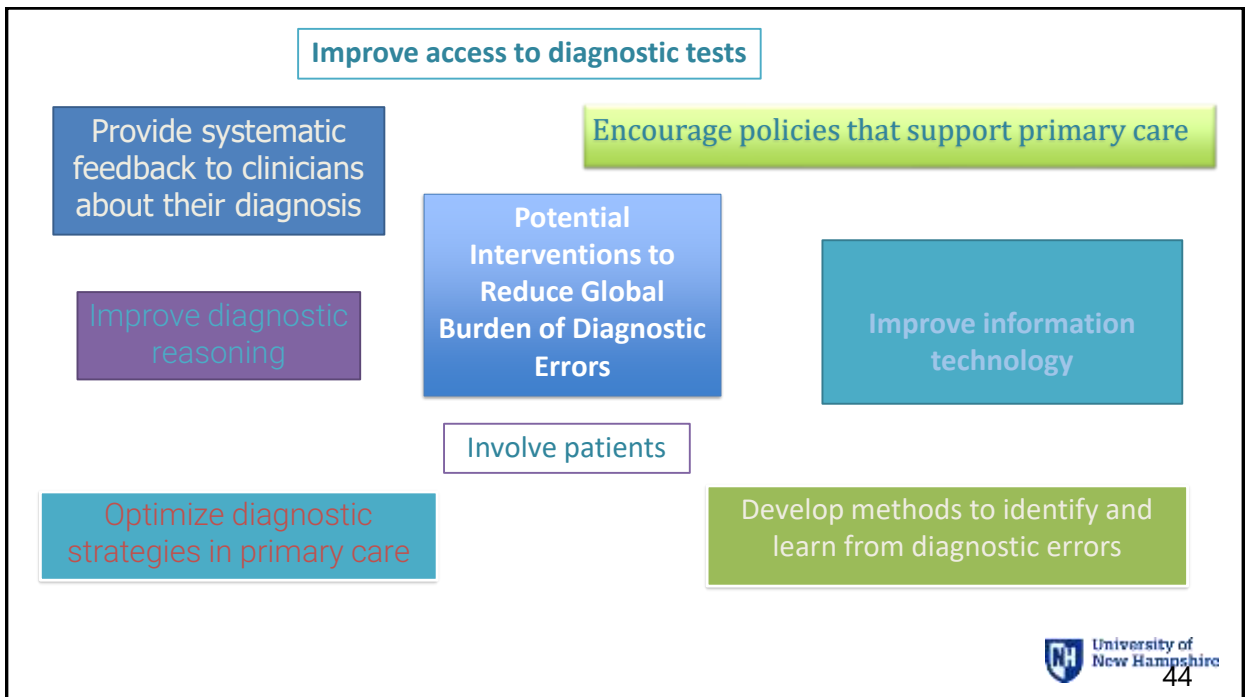 Improve access to diagnostic tests
Provide systematic
feedback to clinicians
about their diagnosis
Encourage policies that support primary care
Potential
Interventions to
Reduce Global
Burden of Diagnostic
Errors
Improve diagnostic
reasoning
Improve information
technology
Involve patients
Optimize diagnostic
strategies in primary care
Develop methods to identify and
learn from diagnostic errors
NH
University of
New Hampshire
44